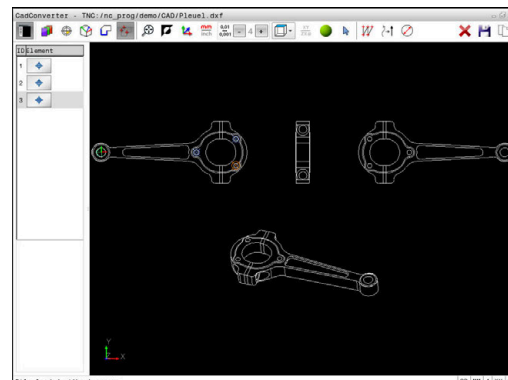 CadConverter - TNC:/nc_prog/demo/CAD/Pleuel.dxf
mm
inch
0,01
0,001
4
ID Element
1
2
3
Y
Z
X